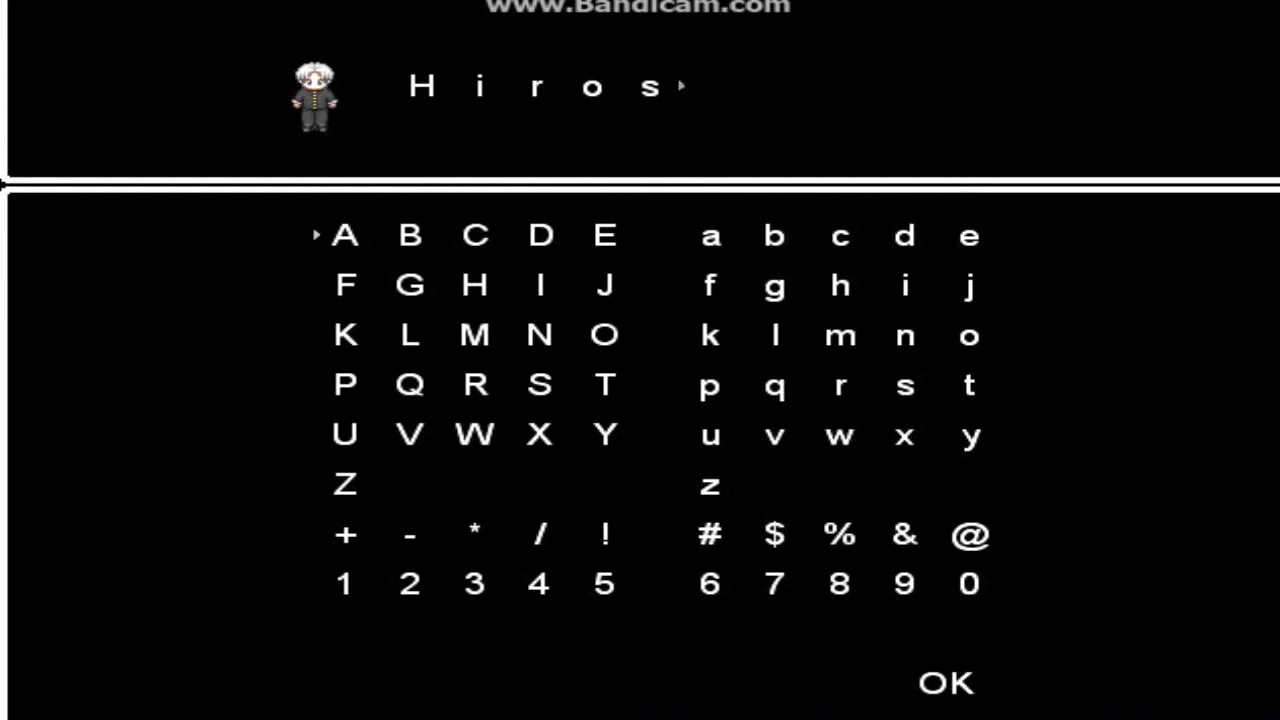 www.Bandicam.com
H i r o s
A B C D E a b c d e
F G H I J f g h i j
K L M N O k l m n o
P Q R S T p q r s t
U V W X Y u v w x y
Z z
+ - * / ! # $ % & @
1 2 3 4 5 6 7 8 9 0
OK